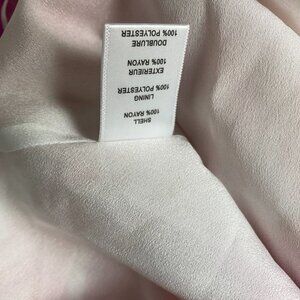 SHELL
100% RAYON
LINING
100% POLYESTER
EXTERIEUR
100% RAYON
DOUBLURE
100% POLYESTER